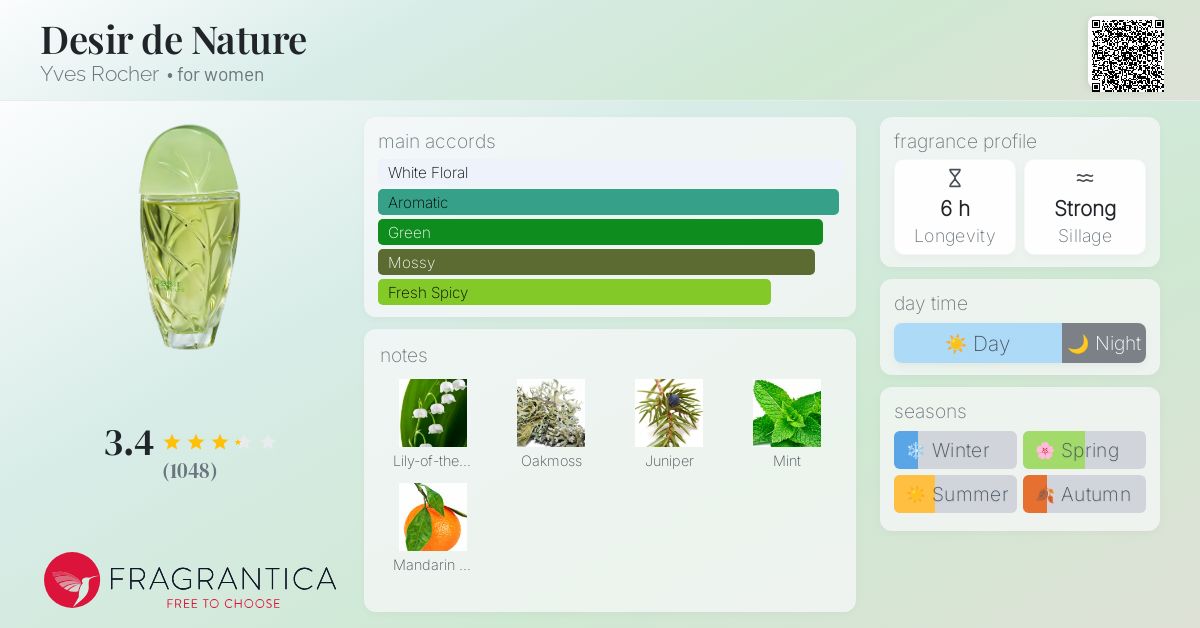 Desir de Nature
Yves Rocher • for women
main accords
White Floral
Aromatic
Green
Mossy
Fresh Spicy
notes
Lily-of-the...
Oakmoss
Juniper
Mint
Mandarin ...
fragrance profile
6 h
Longevity
Strong
Sillage
day time
Day
Night
seasons
Winter
Spring
Summer
Autumn
3.4
(1048)
FRAGRANTICA
FREE TO CHOOSE